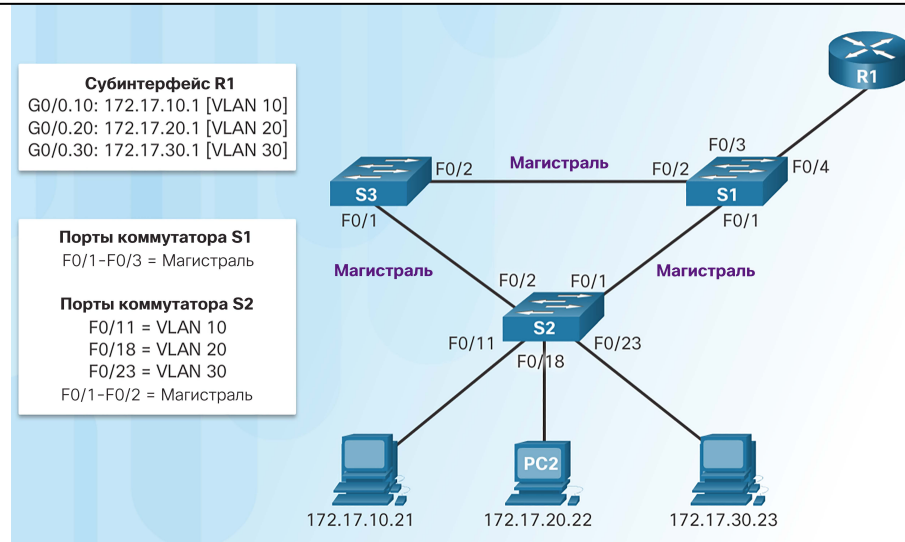 Субинтерфейс R1
G0/0.10: 172.17.10.1 [VLAN 10]
G0/0.20: 172.17.20.1 [VLAN 20]
G0/0.30: 172.17.30.1 [VLAN 30]
Порты коммутатора S1
F0/1-F0/3 = Магистраль
Порты коммутатора S2
F0/11 = VLAN 10
F0/18 = VLAN 20
F0/23 = VLAN 30
F0/1-F0/2 = Магистраль
R1
F0/3
F0/4
Магистраль
F0/2
F0/2
S3
S1
F0/1
F0/1
Магистраль
Магистраль
F0/2
F0/1
S2
F0/11
F0/18
F0/23
PC2
172.17.10.21
172.17.20.22
172.17.30.23